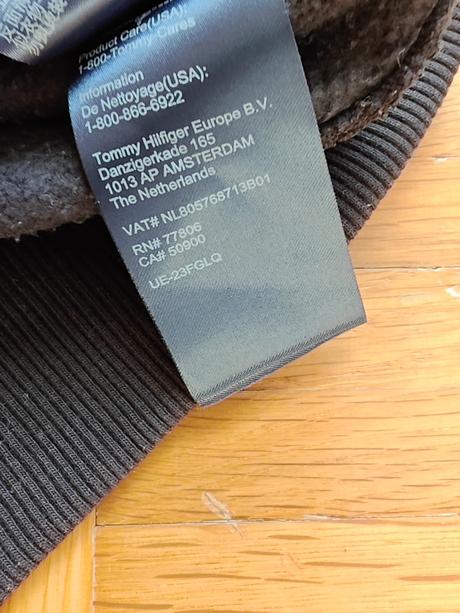 Product Care(USA):
1-800-Tommy-Cares
Information
De Nettoyage(USA):
1-800-866-6922
Tommy Hilfiger Europe B.V.
Danzigerkade 165
1013 AP AMSTERDAM
The Netherlands
VAT# NL805768713B01
RN# 77806
CA# 50900
UE-23FGLQ